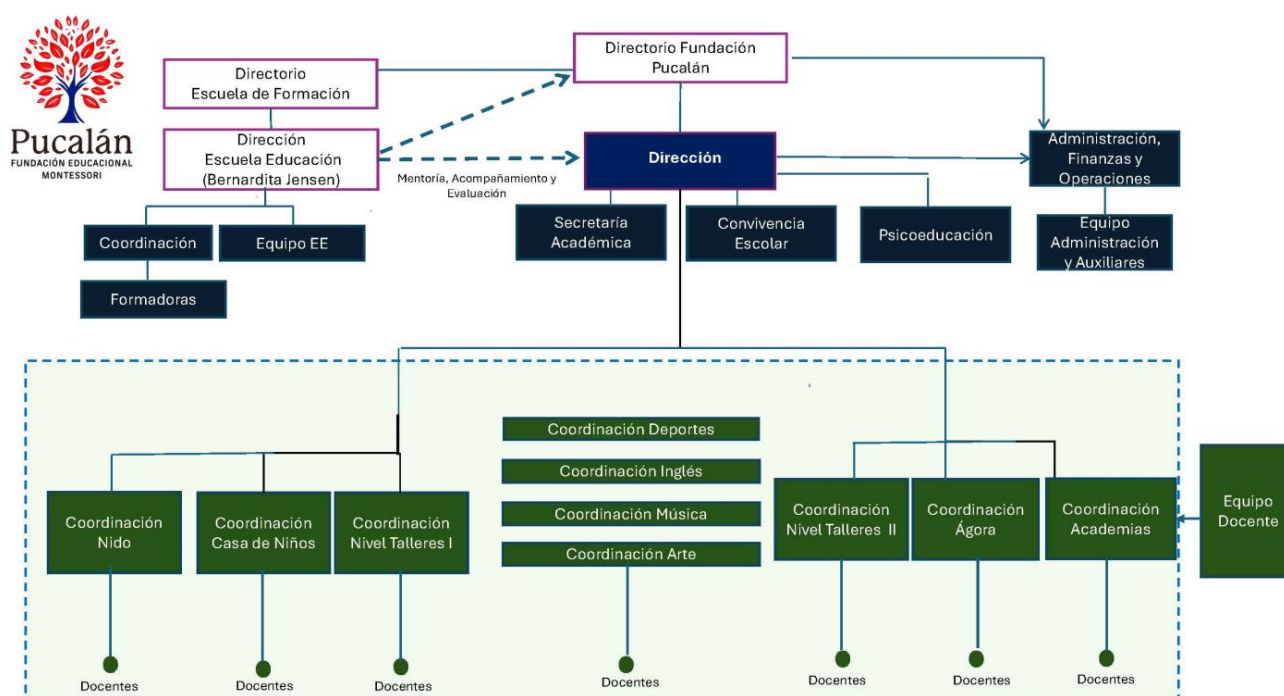 Pucalán
FUNDACIÓN EDUCACIONAL
MONTESSORI
Directorio
Escuela de Formación
Directorio Fundación
Pucalán
Dirección
Escuela Educación
(Bernardita Jensen)
Mentoría, Acompañamiento y
Evaluación
Dirección
Administración,
Finanzas y
Operaciones
Coordinación
Equipo EE
Formadoras
Secretaría
Académica
Convivencia
Escolar
Psicoeducación
Equipo
Administración
y Auxiliares
Coordinación Deportes
Coordinación Inglés
Coordinación Música
Coordinación Arte
Coordinación
Nido
Coordinación
Casa de Niños
Coordinación
Nivel Talleres I
Coordinación
Nivel Talleres II
Coordinación
Ágora
Coordinación
Academias
Equipo
Docente
Docentes
Docentes
Docentes
Docentes
Docentes
Docentes
Docentes